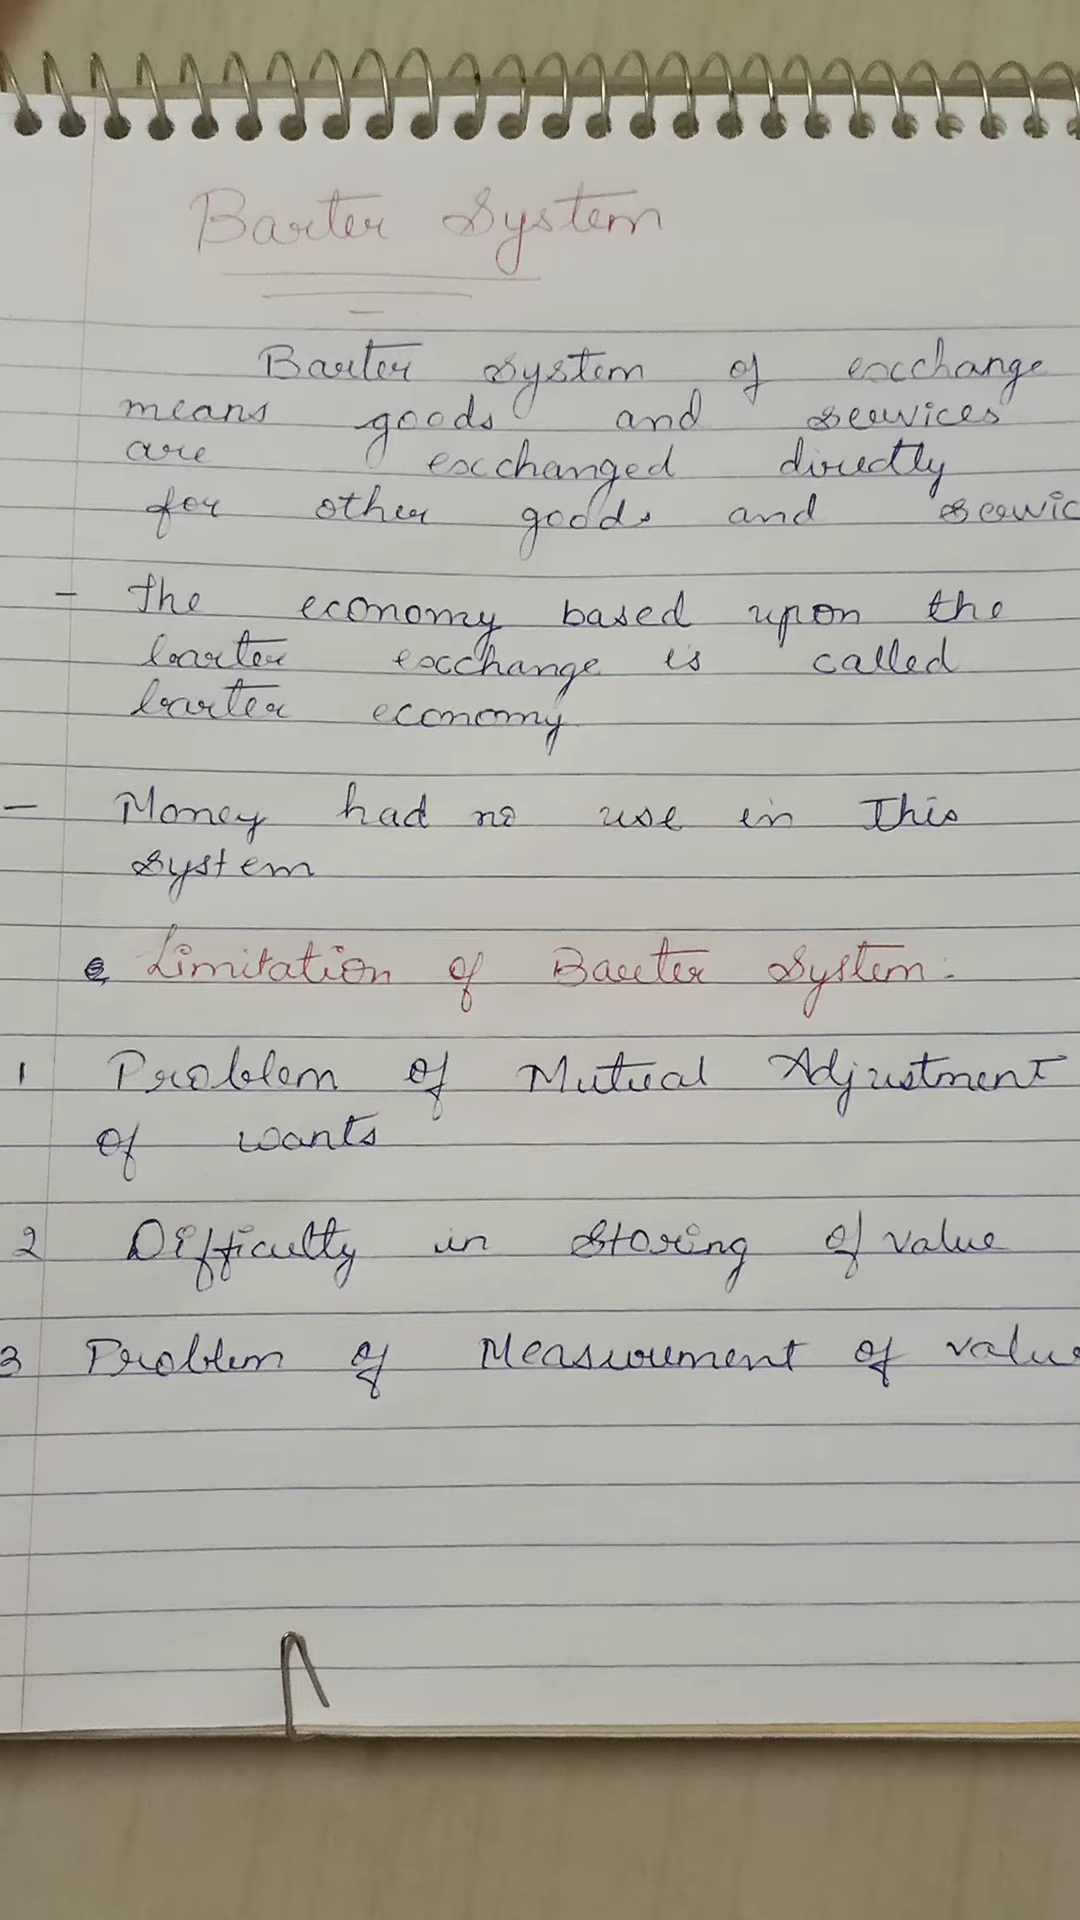 Barter System
Barter system of exchange
means goods and services
are exchanged directly
for other goods and servic
- The economy based upon the
barter exchange is called
barter economy
- Money had no use in This
system
Limitation of Barter System:
1 Problem of Mutual Adjustment
of wants
2 Difficulty in storing of value
3 Problem of Measurement of value